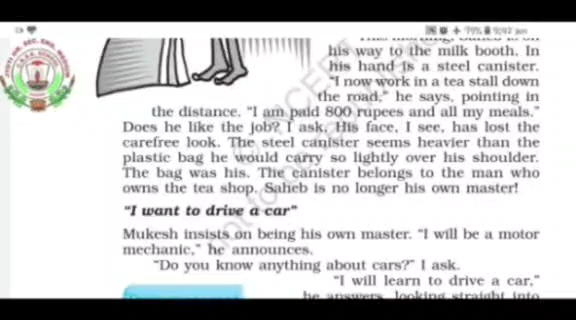 his way to the milk booth. In
his hand is a steel canister.
"I now work in a tea stall down
the road," he says, pointing in
the distance. "I am paid 800 rupees and all my meals."
Does he like the job? I ask. His face, I see, has lost the
carefree look. The steel canister seems heavier than the
plastic bag he would carry so lightly over his shoulder.
The bag was his. The canister belongs to the man who
owns the tea shop. Saheb is no longer his own master!
"I want to drive a car"
Mukesh insists on being his own master. "I will be a motor
mechanic," he announces.
"Do you know anything about cars?" I ask.
"I will learn to drive a car,"
he answers, looking straight into